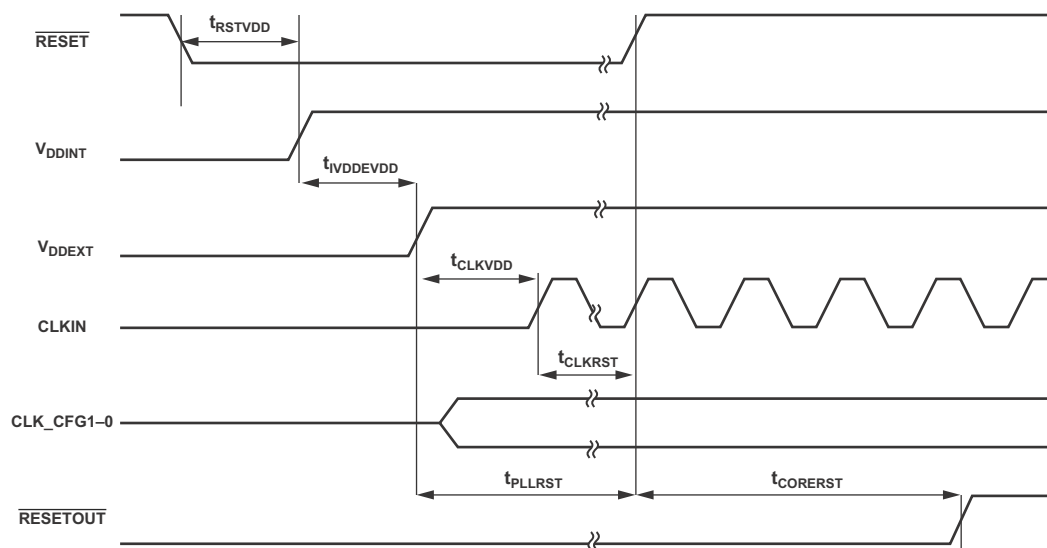 RESET
tRSTVDD
VDDINT
tIVDDEVDD
VDDEXT
tCLKVDD
CLKIN
tCLKRST
CLK_CFG1–0
tPLLRST
tCORERST
RESETOUT